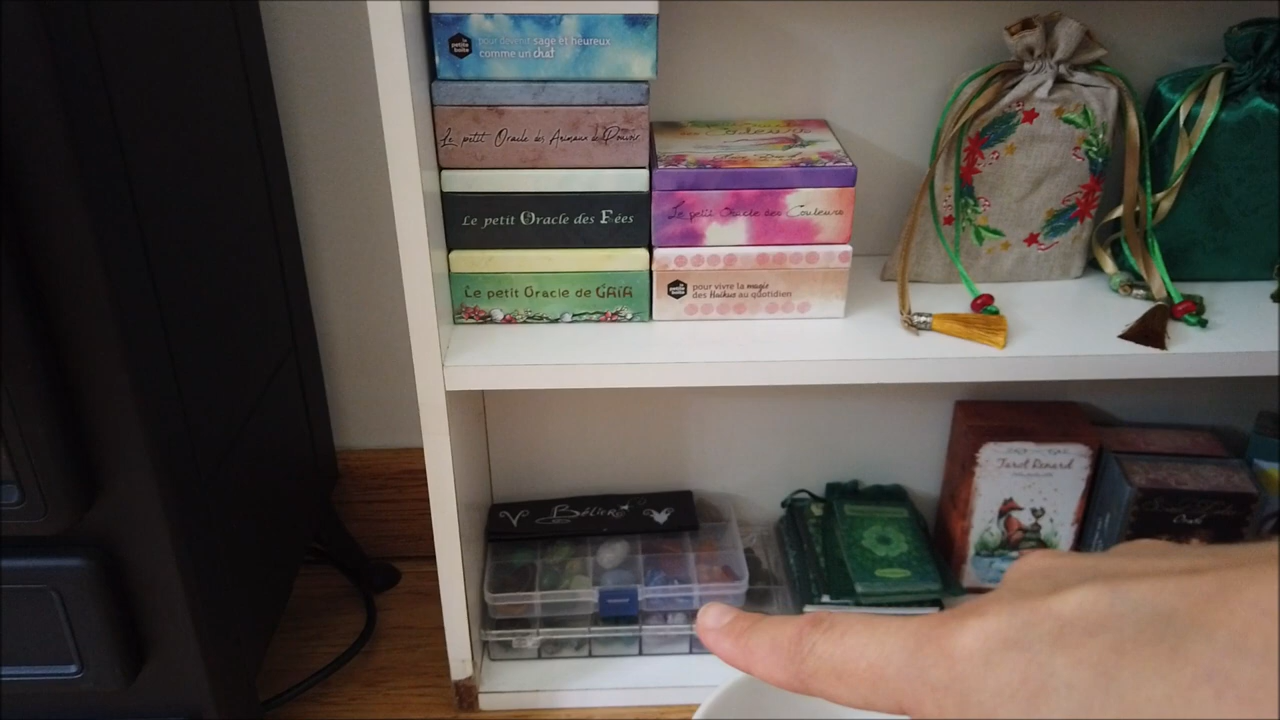 la petite boîte
pour devenir sage et heureux
comme un chat
Le petit Oracle des Animaux de Pouvoir
Le petit Oracle des Fées
Le petit Oracle de GAÏA
Le petit Oracle des Couleurs
la petite boîte
pour vivre la magie
des Haïkus au quotidien
Bélier
Tarot Renard